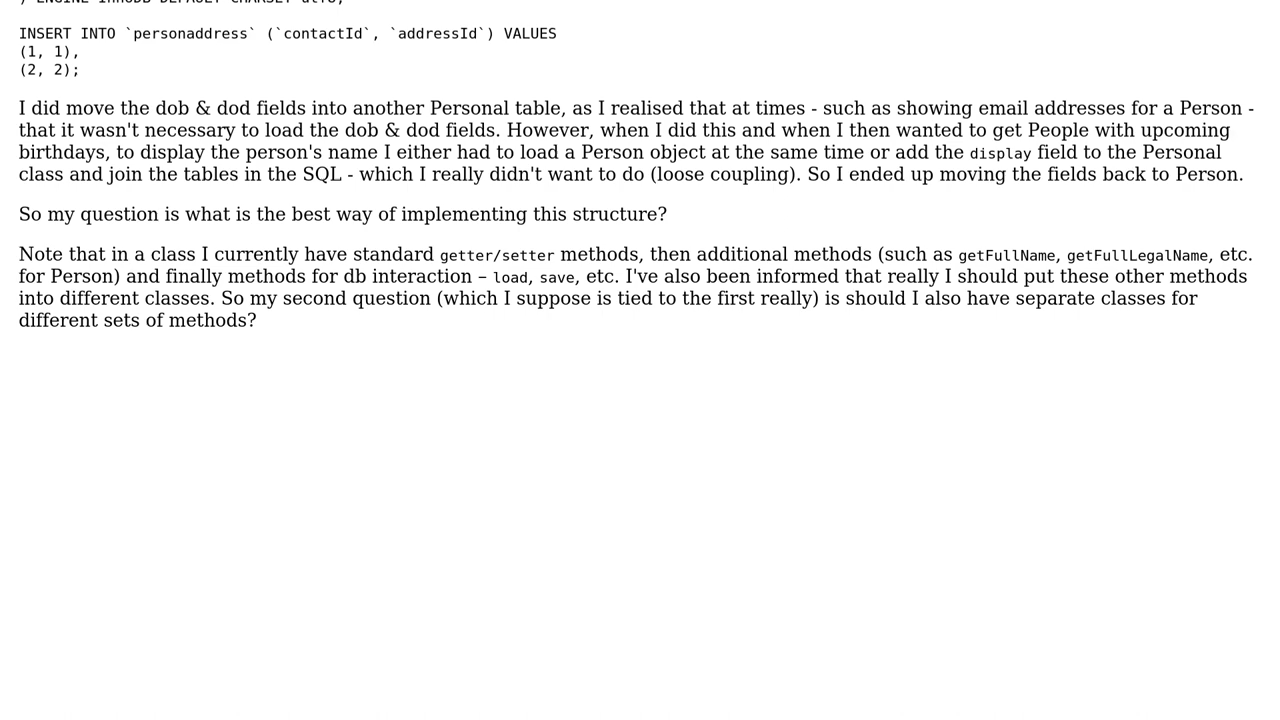 ) ENGINE=InnoDB DEFAULT CHARSET=utf8;
INSERT INTO `personaddress` (`contactId`, `addressId`) VALUES
(1, 1),
(2, 2);
I did move the dob & dod fields into another Personal table, as I realised that at times - such as showing email addresses for a Person -
that it wasn't necessary to load the dob & dod fields. However, when I did this and when I then wanted to get People with upcoming
birthdays, to display the person's name I either had to load a Person object at the same time or add the display field to the Personal
class and join the tables in the SQL - which I really didn't want to do (loose coupling). So I ended up moving the fields back to Person.
So my question is what is the best way of implementing this structure?
Note that in a class I currently have standard getter/setter methods, then additional methods (such as getFullName, getFullLegalName, etc.
for Person) and finally methods for db interaction – load, save, etc. I've also been informed that really I should put these other methods
into different classes. So my second question (which I suppose is tied to the first really) is should I also have separate classes for
different sets of methods?